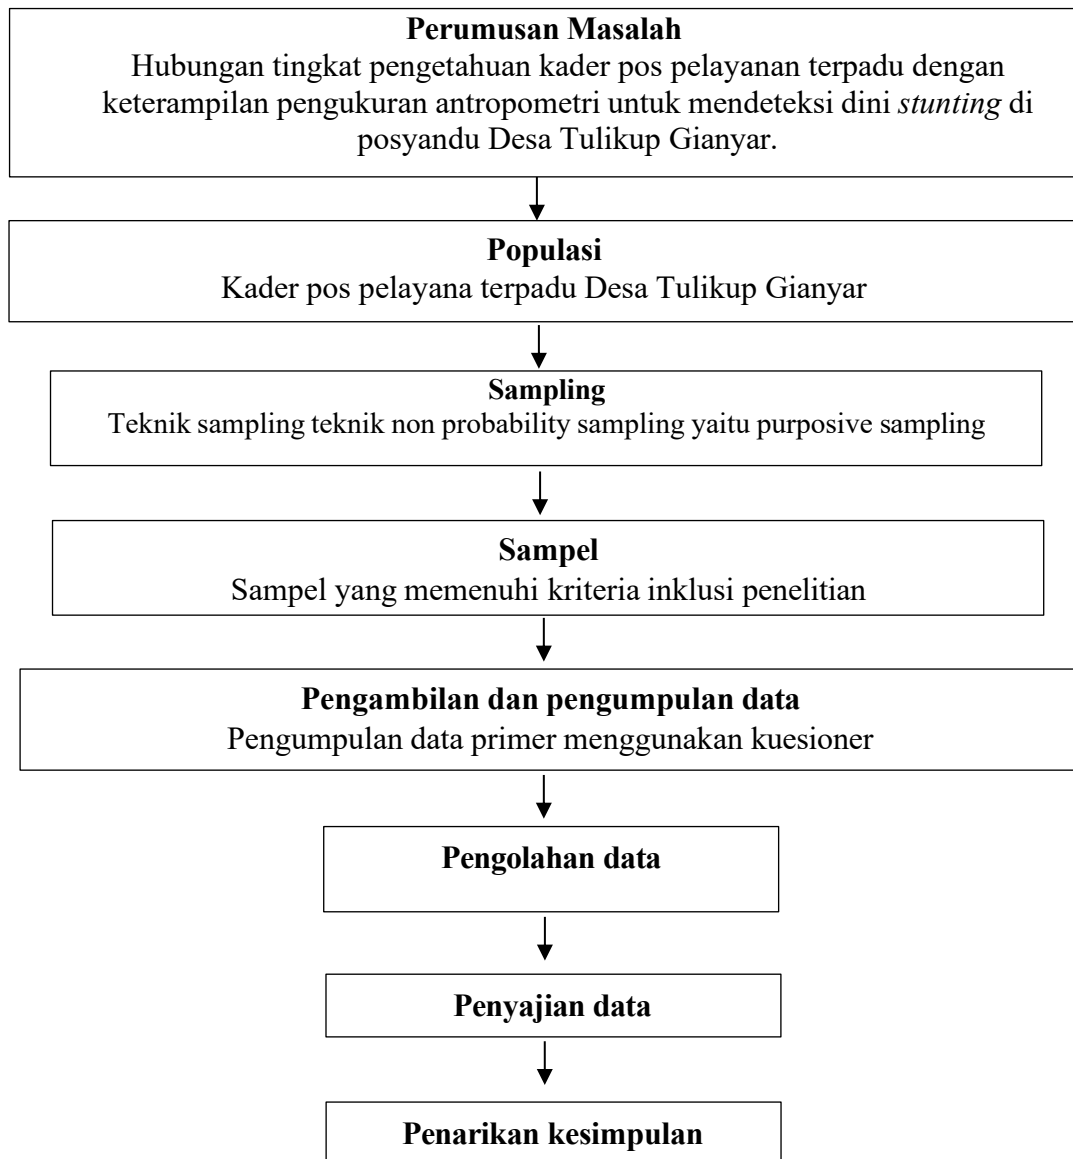 Perumusan Masalah
Hubungan tingkat pengetahuan kader pos pelayanan terpadu dengan
keterampilan pengukuran antropometri untuk mendeteksi dini stunting di
posyandu Desa Tulikup Gianyar.
Populasi
Kader pos pelayana terpadu Desa Tulikup Gianyar
Sampling
Teknik sampling teknik non probability sampling yaitu purposive sampling
Sampel
Sampel yang memenuhi kriteria inklusi penelitian
Pengambilan dan pengumpulan data
Pengumpulan data primer menggunakan kuesioner
Pengolahan data
Penyajian data
Penarikan kesimpulan